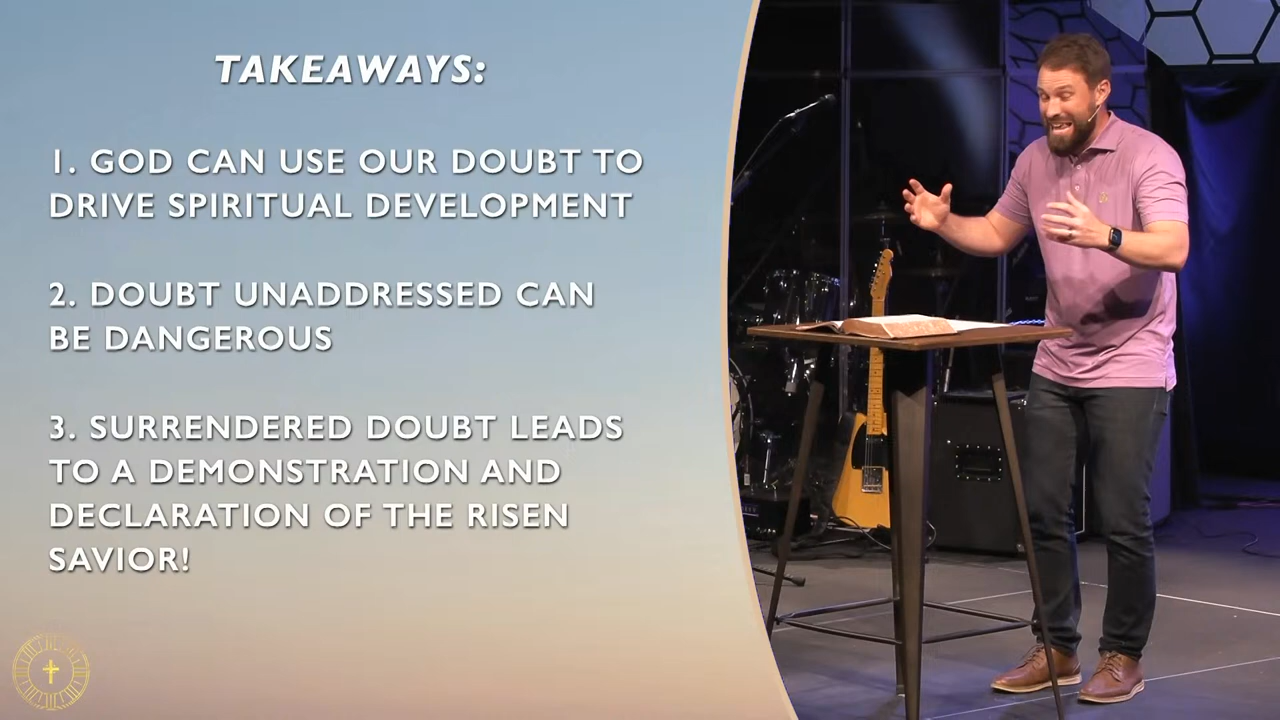 TAKEAWAYS:
1. GOD CAN USE OUR DOUBT TO
DRIVE SPIRITUAL DEVELOPMENT
2. DOUBT UNADDRESSED CAN
BE DANGEROUS
3. SURRENDERED DOUBT LEADS
TO A DEMONSTRATION AND
DECLARATION OF THE RISEN
SAVIOR!